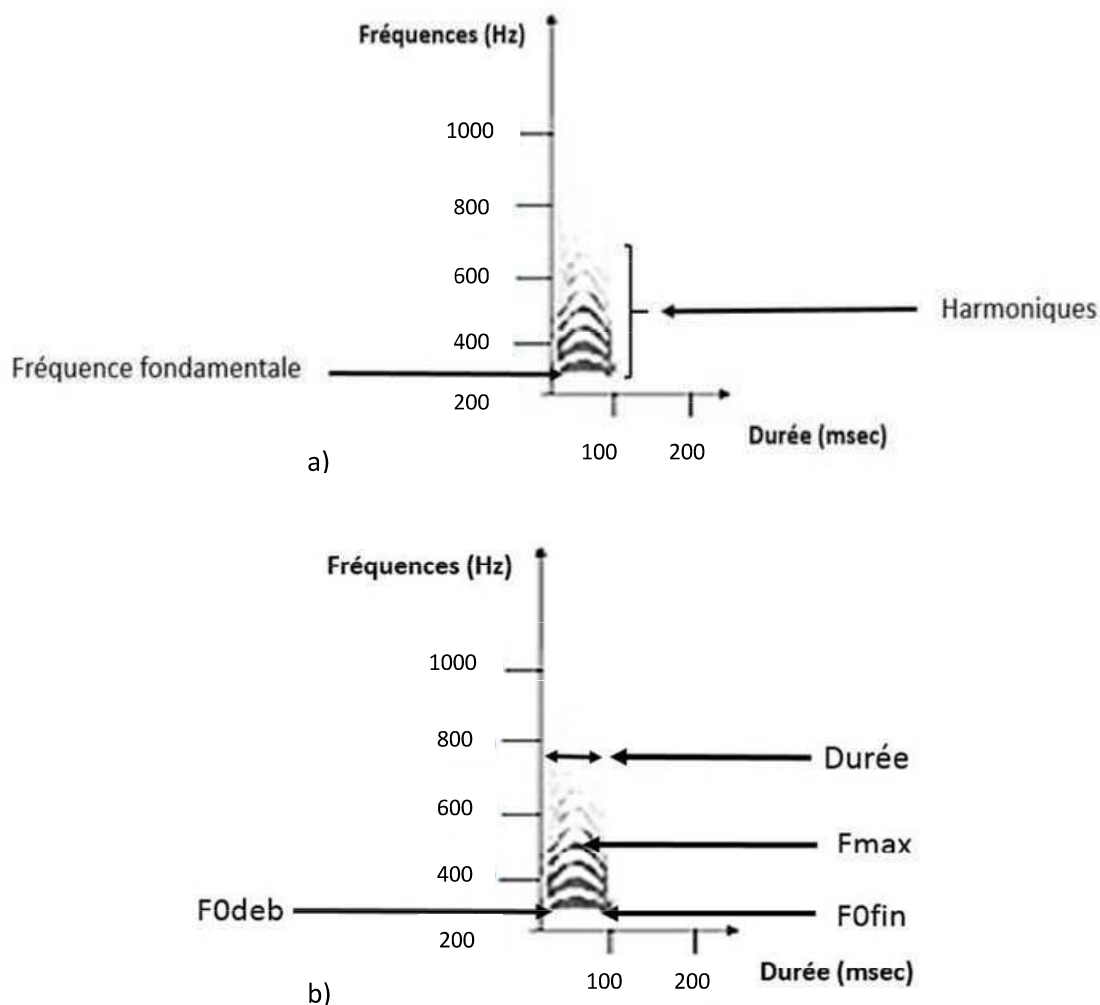 Fréquences (Hz)
1000
800
600
Harmoniques
400
Fréquence fondamentale
200
Durée (msec)
100 200
a)
Fréquences (Hz)
1000
800
Durée
600
Fmax
400
F0deb
F0fin
200
Durée (msec)
100 200
b)